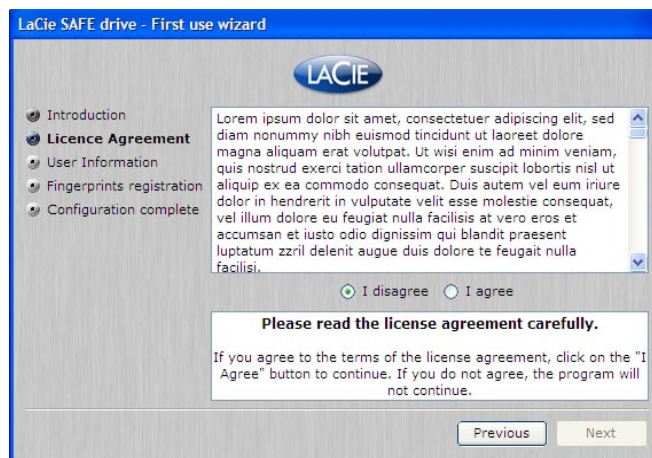 LaCie SAFE drive - First use wizard
LACIE
Introduction
Licence Agreement
User Information
Fingerprints registration
Configuration complete
Lorem ipsum dolor sit amet, consectetuer adipiscing elit, sed
diam nonummy nibh euismod tincidunt ut laoreet dolore
magna aliquam erat volutpat. Ut wisi enim ad minim veniam,
quis nostrud exerci tation ullamcorper suscipit lobortis nisl ut
aliquip ex ea commodo consequat. Duis autem vel eum iriure
dolor in hendrerit in vulputate velit esse molestie consequat,
vel illum dolore eu feugiat nulla facilisis at vero eros et
accumsan et iusto odio dignissim qui blandit praesent
luptatum zzril delenit augue duis dolore te feugait nulla
facilisi.
I disagree I agree
Please read the license agreement carefully.
If you agree to the terms of the license agreement, click on the "I
Agree" button to continue. If you do not agree, the program will
not continue.
Previous Next